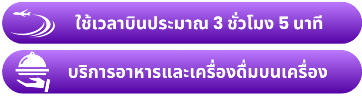 ใช้เวลาบินประมาณ 3 ชั่วโมง 5 นาที
บริการอาหารและเครื่องดื่มบนเครื่อง